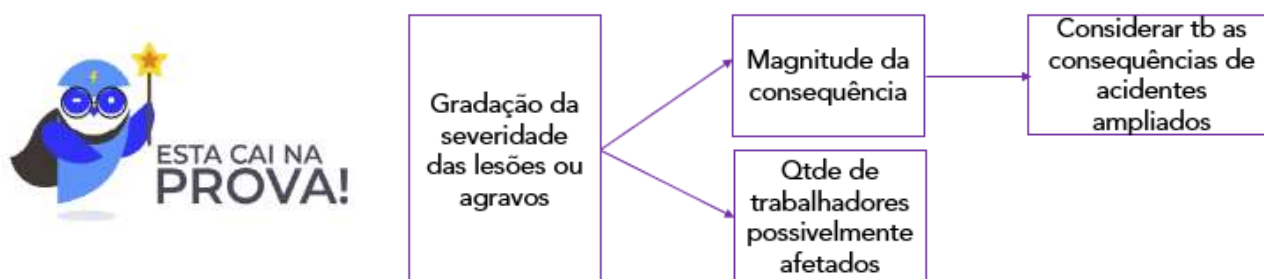 ESTA CAI NA
PROVA!
Gradação da
severidade
das lesões ou
agravos
Magnitude da
consequência
Considerar tb as
consequências de
acidentes
ampliados
Qtde de
trabalhadores
possivelmente
afetados